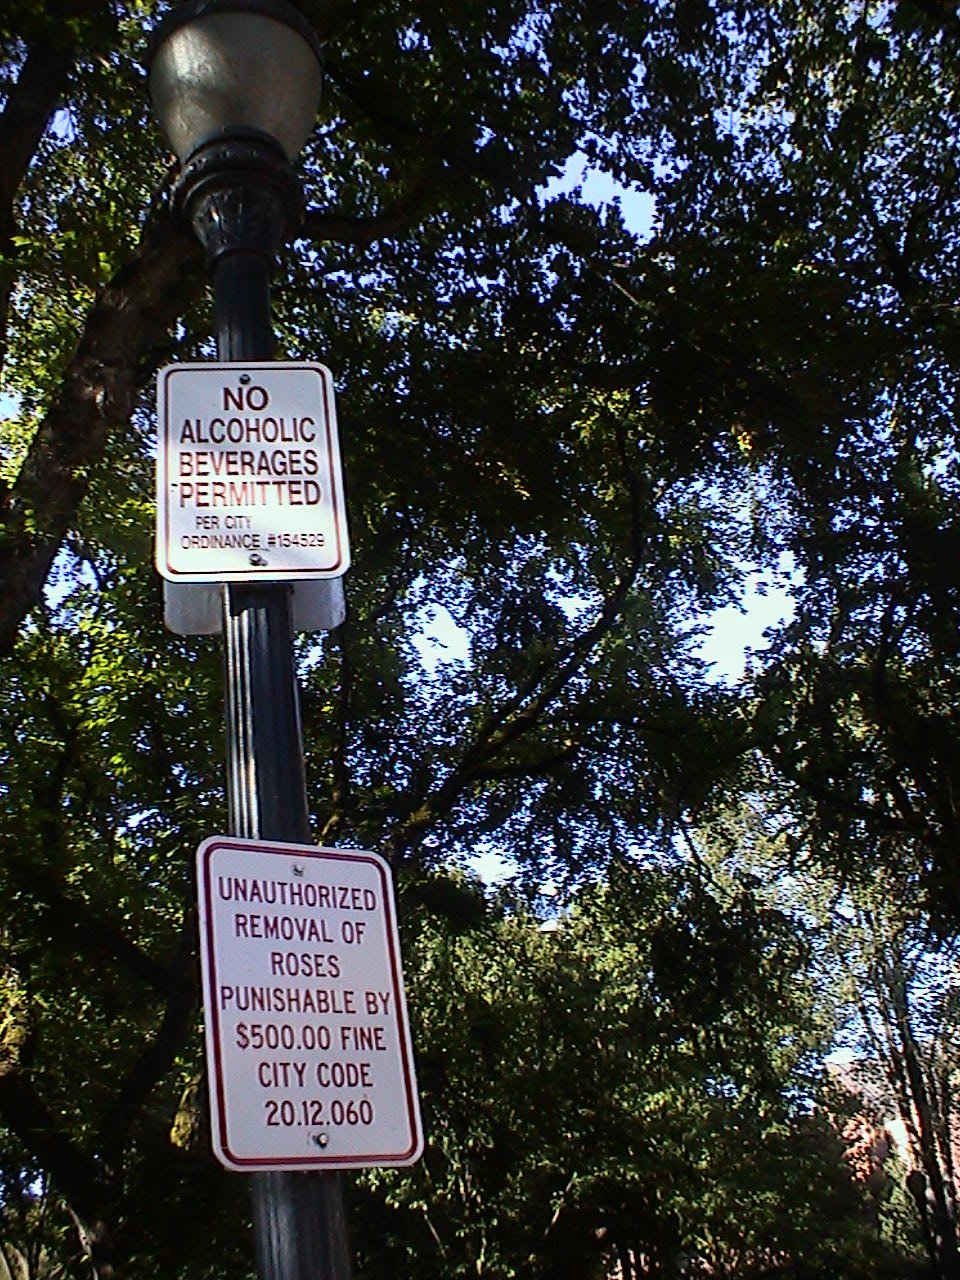 NO
ALCOHOLIC
BEVERAGES
PERMITTED
PER CITY
ORDINANCE #154529
UNAUTHORIZED
REMOVAL OF
ROSES
PUNISHABLE BY
$500.00 FINE
CITY CODE
20.12.060